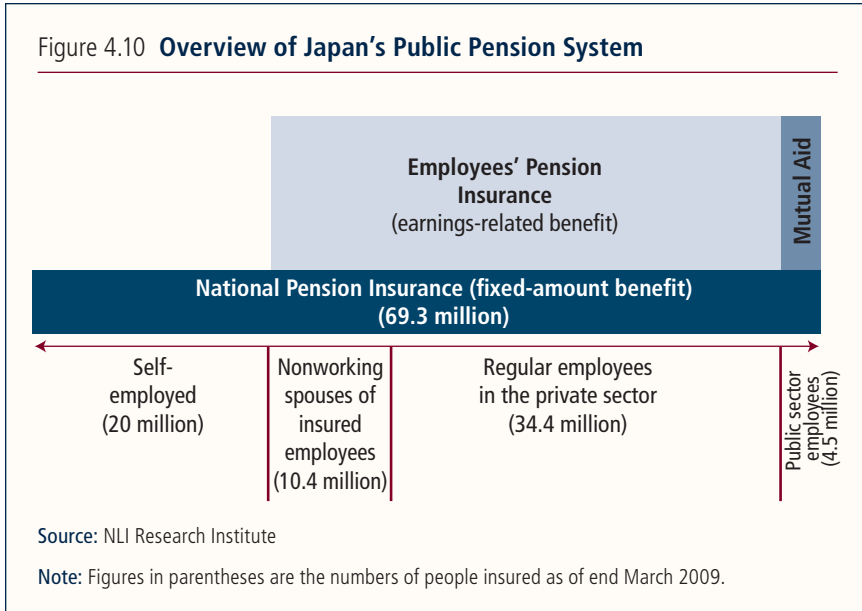 Figure 4.10 Overview of Japan's Public Pension System
Employees' Pension
Insurance
(earnings-related benefit)
Mutual Aid
National Pension Insurance (fixed-amount benefit)
(69.3 million)
Self-
employed
(20 million)
Nonworking
spouses of
insured
employees
(10.4 million)
Regular employees
in the private sector
(34.4 million)
Public sector
employees
(4.5 million)
Source: NLI Research Institute
Note: Figures in parentheses are the numbers of people insured as of end March 2009.